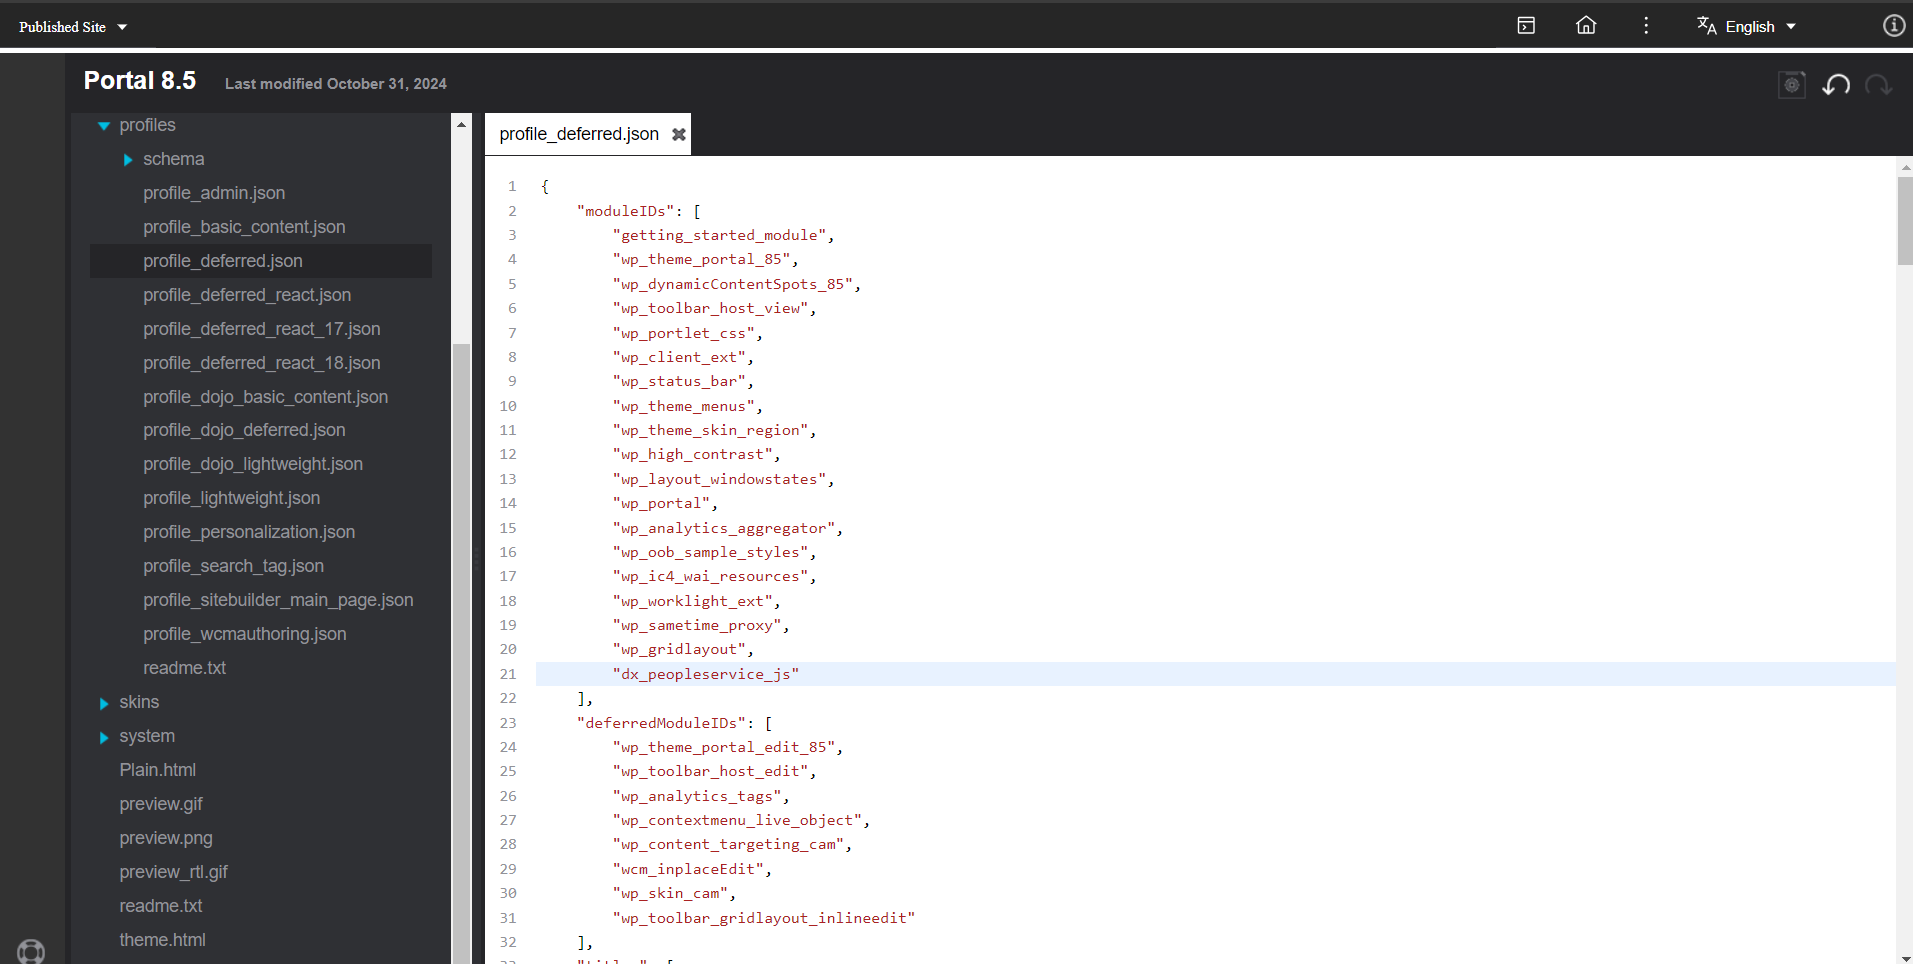 Published Site
English
Portal 8.5 Last modified October 31, 2024
profiles
schema
profile_admin.json
profile_basic_content.json
profile_deferred.json
profile_deferred_react.json
profile_deferred_react_17.json
profile_deferred_react_18.json
profile_dojo_basic_content.json
profile_dojo_deferred.json
profile_dojo_lightweight.json
profile_lightweight.json
profile_personalization.json
profile_search_tag.json
profile_sitebuilder_main_page.json
profile_wcmauthoring.json
readme.txt
skins
system
Plain.html
preview.gif
preview.png
preview_rtl.gif
readme.txt
theme.html
profile_deferred.json
1 {
2 "moduleIDs": [
3 "getting_started_module",
4 "wp_theme_portal_85",
5 "wp_dynamicContentSpots_85",
6 "wp_toolbar_host_view",
7 "wp_portlet_css",
8 "wp_client_ext",
9 "wp_status_bar",
10 "wp_theme_menus",
11 "wp_theme_skin_region",
12 "wp_high_contrast",
13 "wp_layout_windowstates",
14 "wp_portal",
15 "wp_analytics_aggregator",
16 "wp_oob_sample_styles",
17 "wp_ic4_wai_resources",
18 "wp_worklight_ext",
19 "wp_sametime_proxy",
20 "wp_gridlayout",
21 "dx_peopleservice_js"
22 ],
23 "deferredModuleIDs": [
24 "wp_theme_portal_edit_85",
25 "wp_toolbar_host_edit",
26 "wp_analytics_tags",
27 "wp_contextmenu_live_object",
28 "wp_content_targeting_cam",
29 "wcm_inplaceEdit",
30 "wp_skin_cam",
31 "wp_toolbar_gridlayout_inlineedit"
32 ],